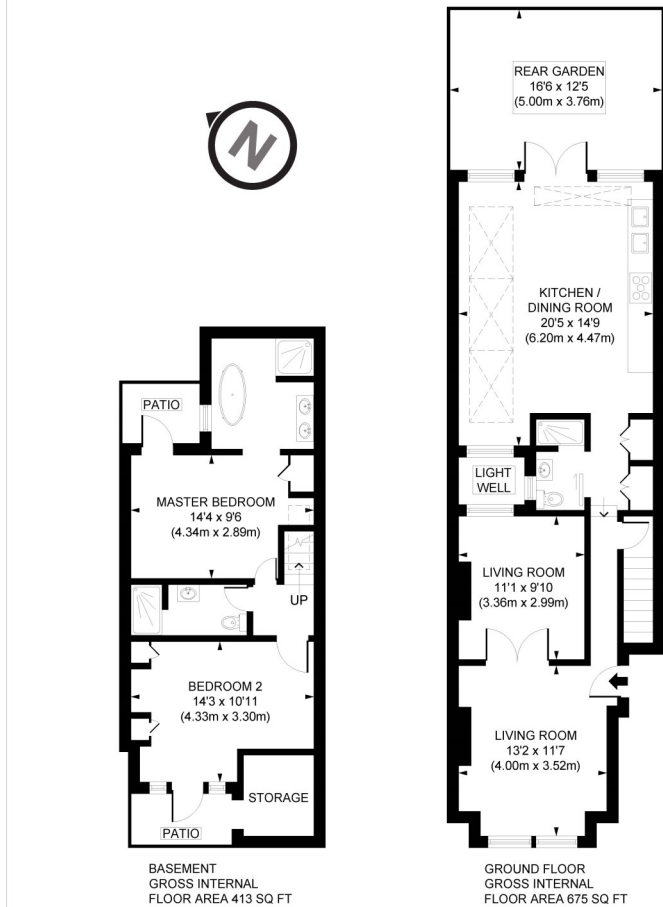 N
REAR GARDEN
16'6 x 12'5
(5.00m x 3.76m)
KITCHEN /
DINING ROOM
20'5 x 14'9
(6.20m x 4.47m)
LIGHT
WELL
LIVING ROOM
11'1 x 9'10
(3.36m x 2.99m)
LIVING ROOM
13'2 x 11'7
(4.00m x 3.52m)
GROUND FLOOR
GROSS INTERNAL
FLOOR AREA 675 SQ FT
PATIO
MASTER BEDROOM
14'4 x 9'6
(4.34m x 2.89m)
UP
BEDROOM 2
14'3 x 10'11
(4.33m x 3.30m)
STORAGE
PATIO
BASEMENT
GROSS INTERNAL
FLOOR AREA 413 SQ FT